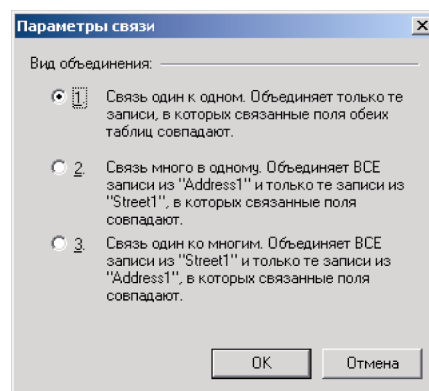 Параметры связи
Вид объединения:
1. Связь один к одном. Объединяет только те
записи, в которых связанные поля обеих
таблиц совпадают.
2. Связь много в одному. Объединяет ВСЕ
записи из "Address1" и только те записи из
"Street1", в которых связанные поля
совпадают.
3. Связь один ко многим. Объединяет ВСЕ
записи из "Street1" и только те записи из
"Address1", в которых связанные поля
совпадают.
OK Отмена